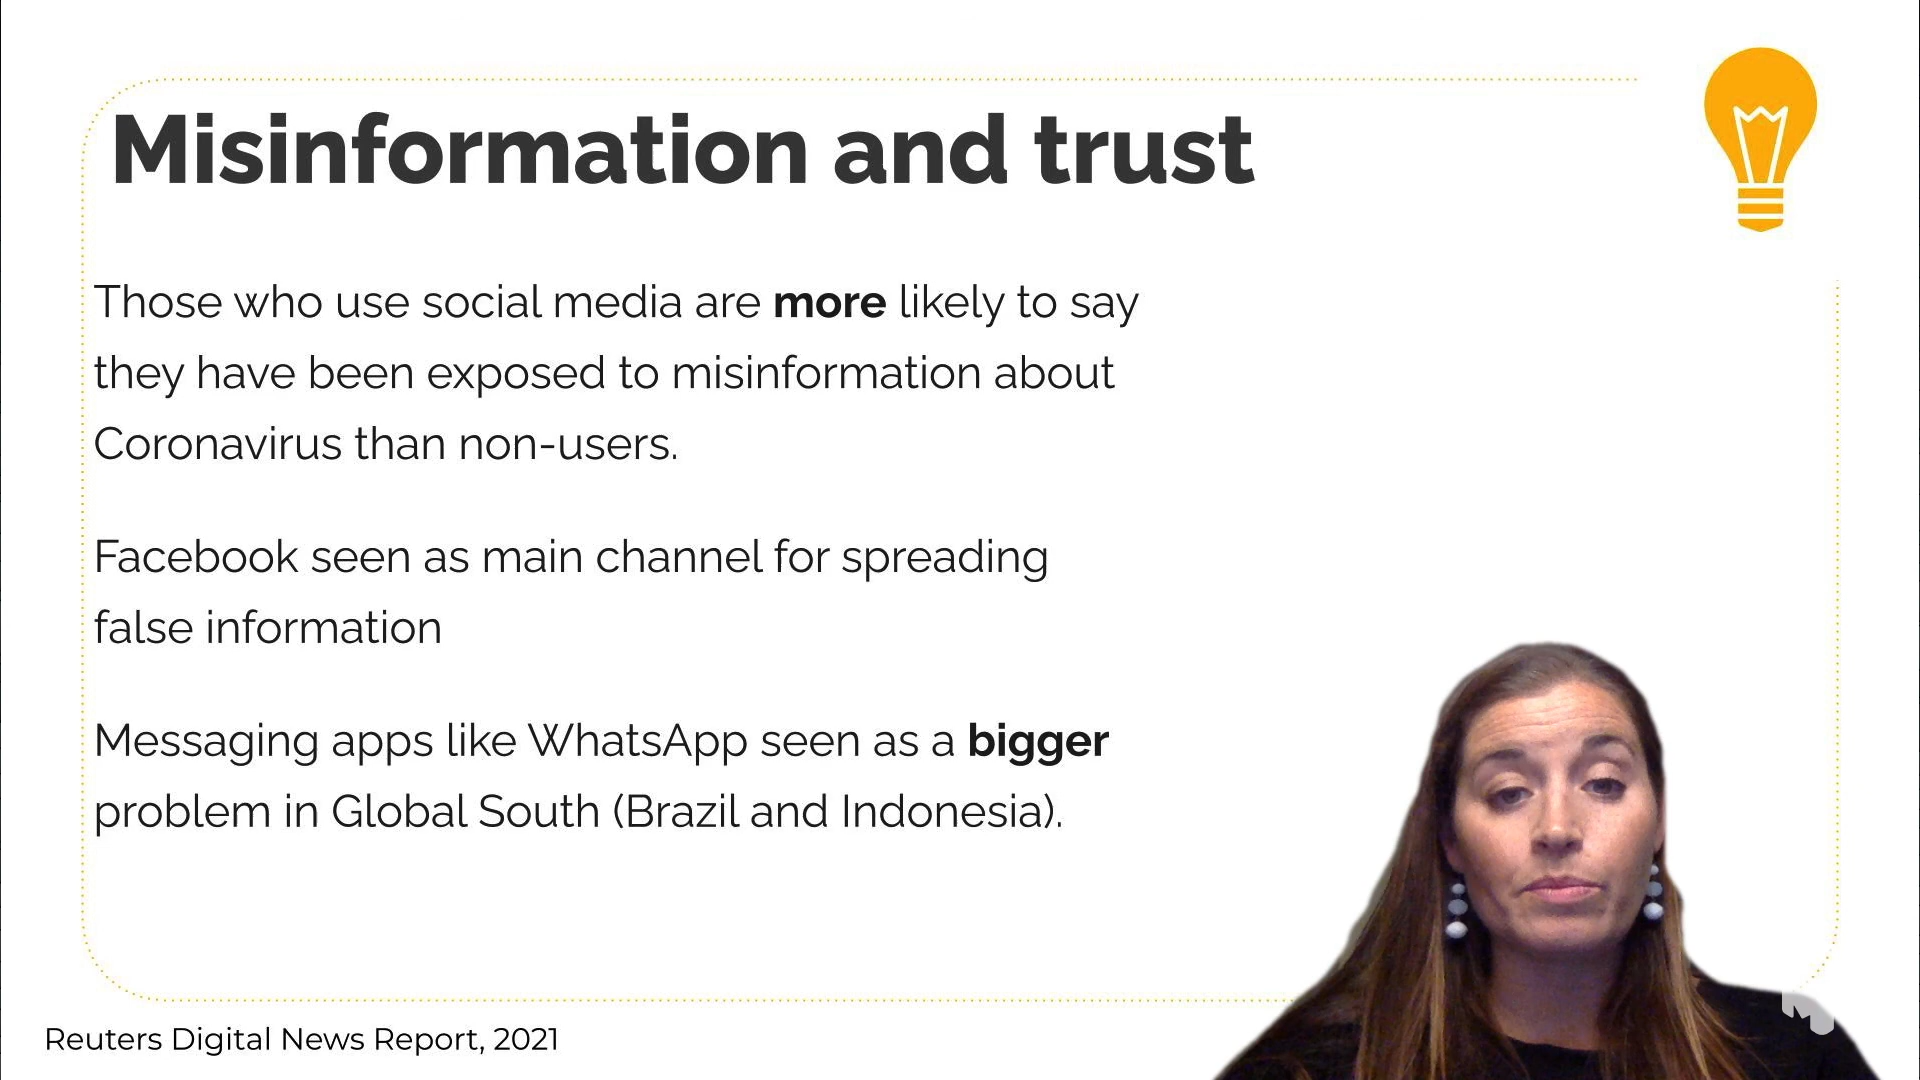 Misinformation and trust
Those who use social media are more likely to say
they have been exposed to misinformation about
Coronavirus than non-users.
Facebook seen as main channel for spreading
false information
Messaging apps like WhatsApp seen as a bigger
problem in Global South (Brazil and Indonesia).
Reuters Digital News Report, 2021